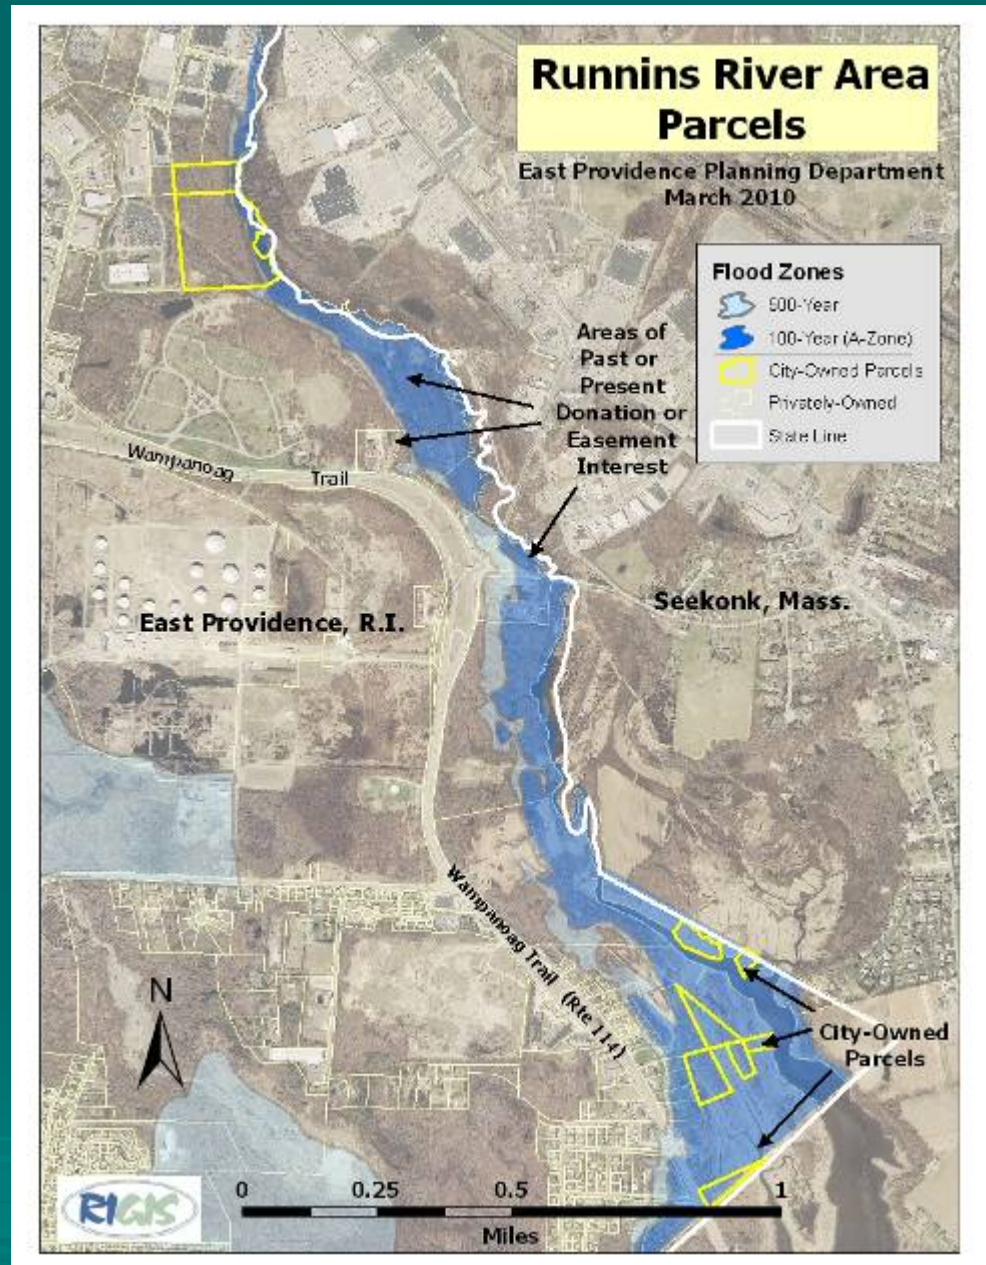 Runnins River Area
Parcels
East Providence Planning Department
March 2010
Flood Zones
500-Year
100-Year (A-Zone)
City-Owned Parcels
Privately-Owned
State Line
Areas of
Past or
Present
Donation or
Easement
Interest
Wampanoag Trail
East Providence, R.I.
Seekonk, Mass.
Wampanoag Trail (Rte 114)
N
City-Owned
Parcels
RIGIS
0 0.25 0.5 1
Miles